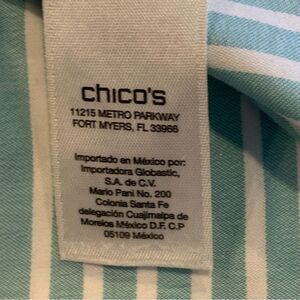 chico's
11215 METRO PARKWAY
FORT MYERS, FL 33966
Importado en México por:
Importadora Globastic,
S.A. de C.V.
Mario Pani No. 200
Colonia Santa Fe
delegación Cuajimalpa de
Morelos México D.F. C.P
05109 México